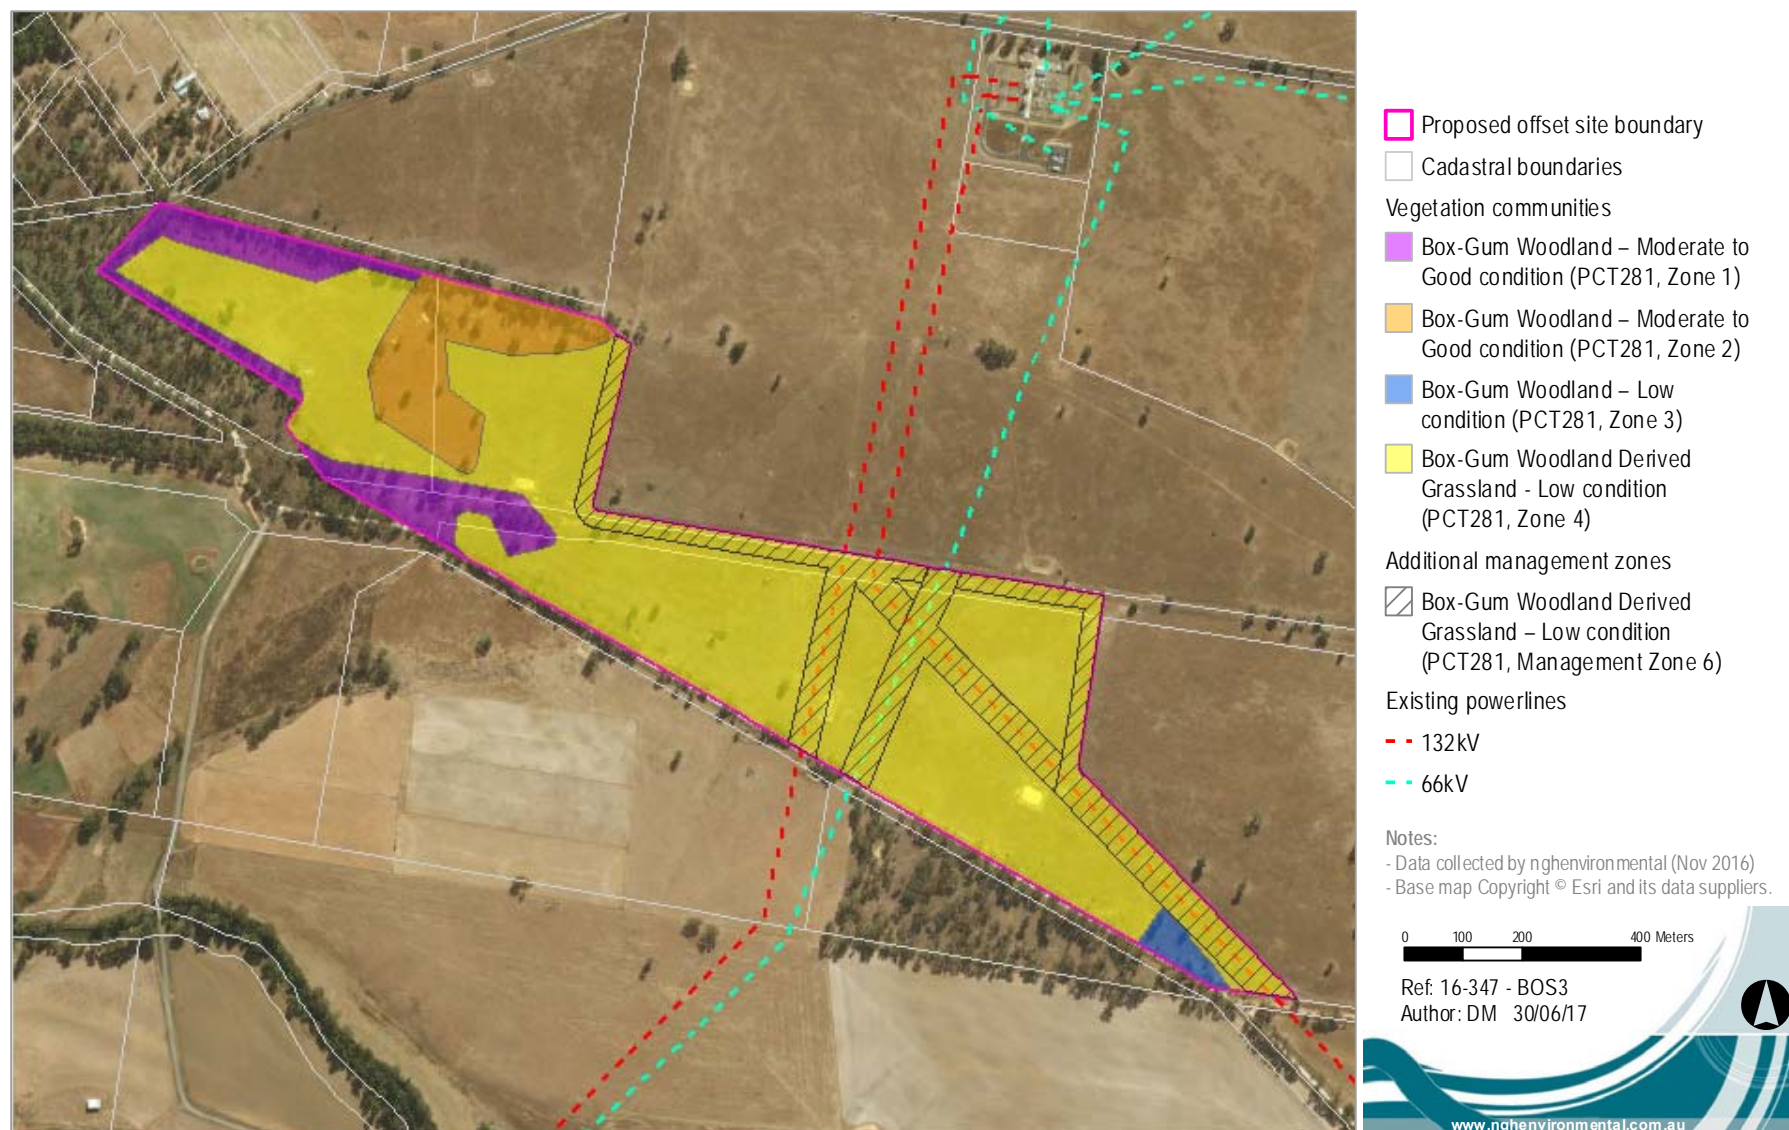 Proposed offset site boundary
Cadastral boundaries
Vegetation communities
Box-Gum Woodland – Moderate to
Good condition (PCT281, Zone 1)
Box-Gum Woodland – Moderate to
Good condition (PCT281, Zone 2)
Box-Gum Woodland – Low
condition (PCT281, Zone 3)
Box-Gum Woodland Derived
Grassland - Low condition
(PCT281, Zone 4)
Additional management zones
Box-Gum Woodland Derived
Grassland – Low condition
(PCT281, Management Zone 6)
Existing powerlines
132kV
66kV
Notes:
- Data collected by nghenvironmental (Nov 2016)
- Base map Copyright © Esri and its data suppliers.
0 100 200 400 Meters
Ref: 16-347 - BOS3
Author: DM 30/06/17
www.nghenvironmental.com.au